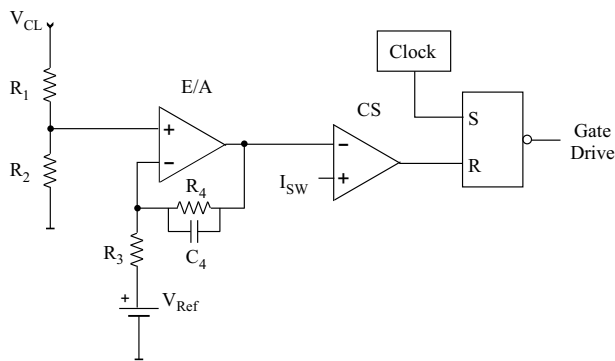 V_CL
R_1
R_2
E/A
+
−
R_4
C_4
R_3
+
V_Ref
Clock
CS
−
I_SW
+
S
R
Gate
Drive